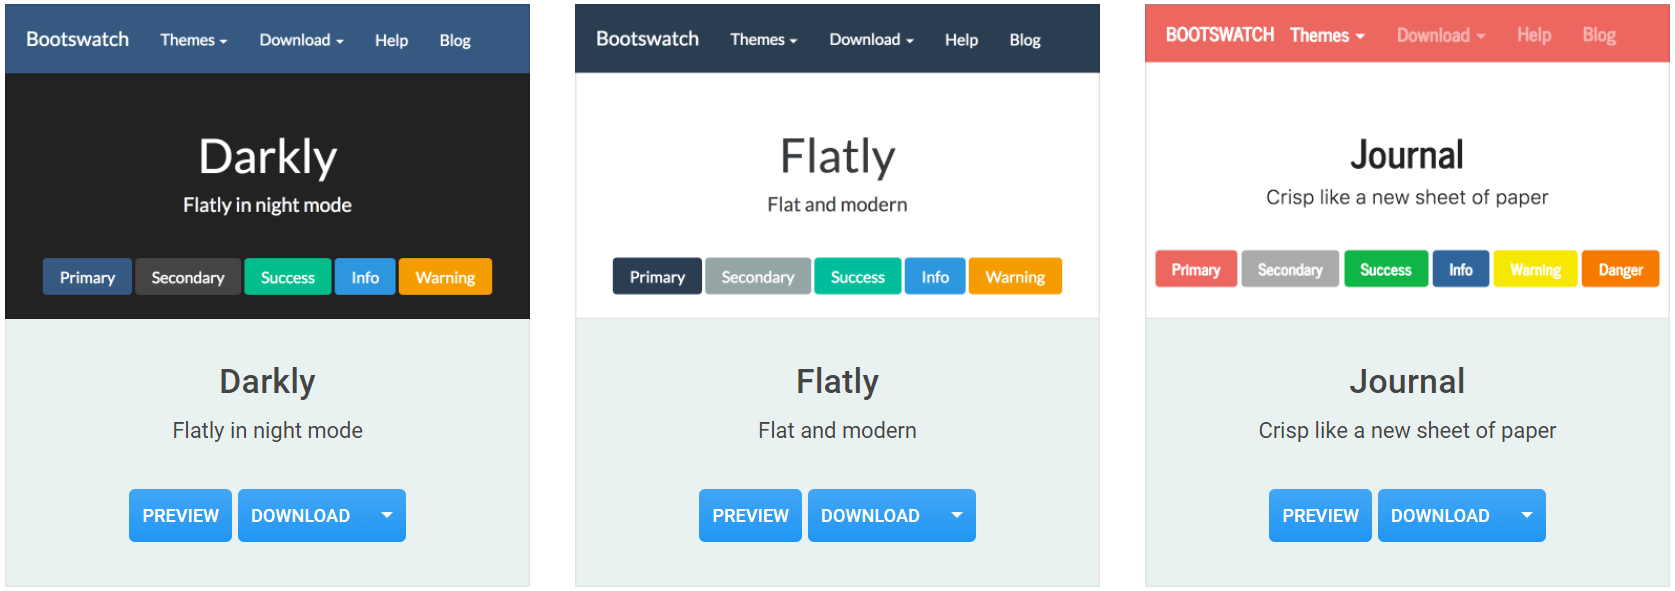 Bootswatch Themes Download Help Blog
Darkly
Flatly in night mode
Primary Secondary Success Info Warning
Darkly
Flatly in night mode
PREVIEW DOWNLOAD
Bootswatch Themes Download Help Blog
Flatly
Flat and modern
Primary Secondary Success Info Warning
Flatly
Flat and modern
PREVIEW DOWNLOAD
BOOTSWATCH Themes Download Help Blog
Journal
Crisp like a new sheet of paper
Primary Secondary Success Info Warning Danger
Journal
Crisp like a new sheet of paper
PREVIEW DOWNLOAD